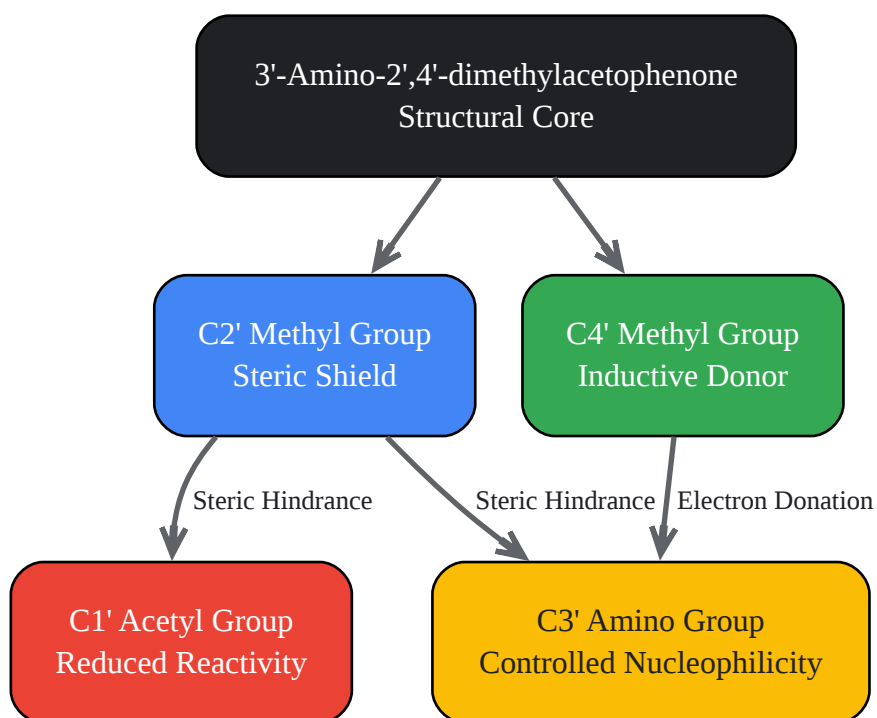 3'-Amino-2',4'-dimethylacetophenone
Structural Core
C2' Methyl Group
Steric Shield
C4' Methyl Group
Inductive Donor
Steric Hindrance
Steric Hindrance
Electron Donation
C1' Acetyl Group
Reduced Reactivity
C3' Amino Group
Controlled Nucleophilicity